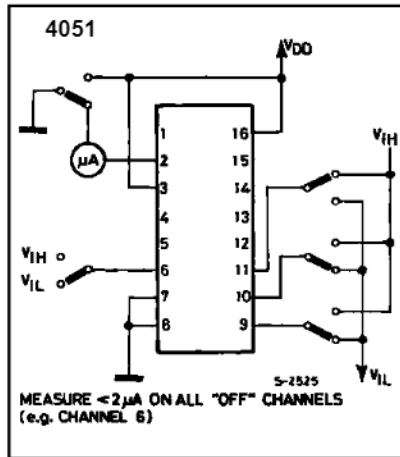 4051
VDD
μA
1 16
2 15
3 14
4 13
5 12
6 11
7 10
8 9
VIH
VIL
VIH
VIL
S-2525
MEASURE <2μA ON ALL "OFF" CHANNELS
(e.g. CHANNEL 6)